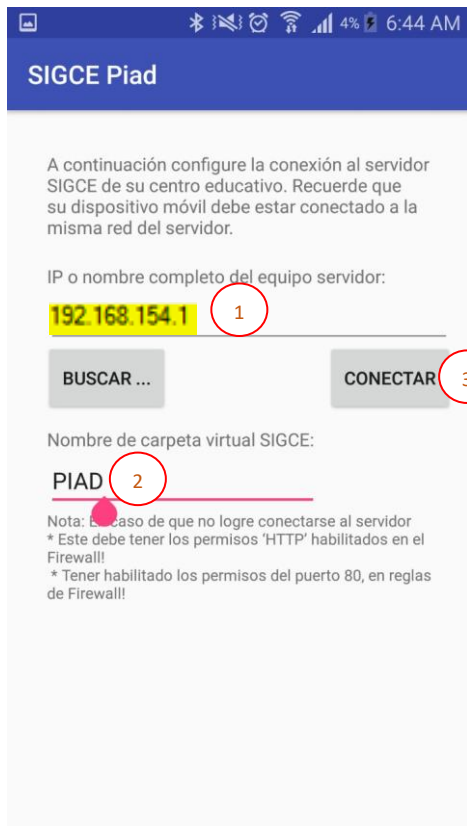 4% 6:44 AM
SIGCE Piad
A continuación configure la conexión al servidor
SIGCE de su centro educativo. Recuerde que
su dispositivo móvil debe estar conectado a la
misma red del servidor.
IP o nombre completo del equipo servidor:
192.168.154.1 1
BUSCAR ... CONECTAR 3
Nombre de carpeta virtual SIGCE:
PIAD 2
Nota: caso de que no logre conectarse al servidor
* Este debe tener los permisos 'HTTP' habilitados en el
Firewall!
* Tener habilitado los permisos del puerto 80, en reglas
de Firewall!